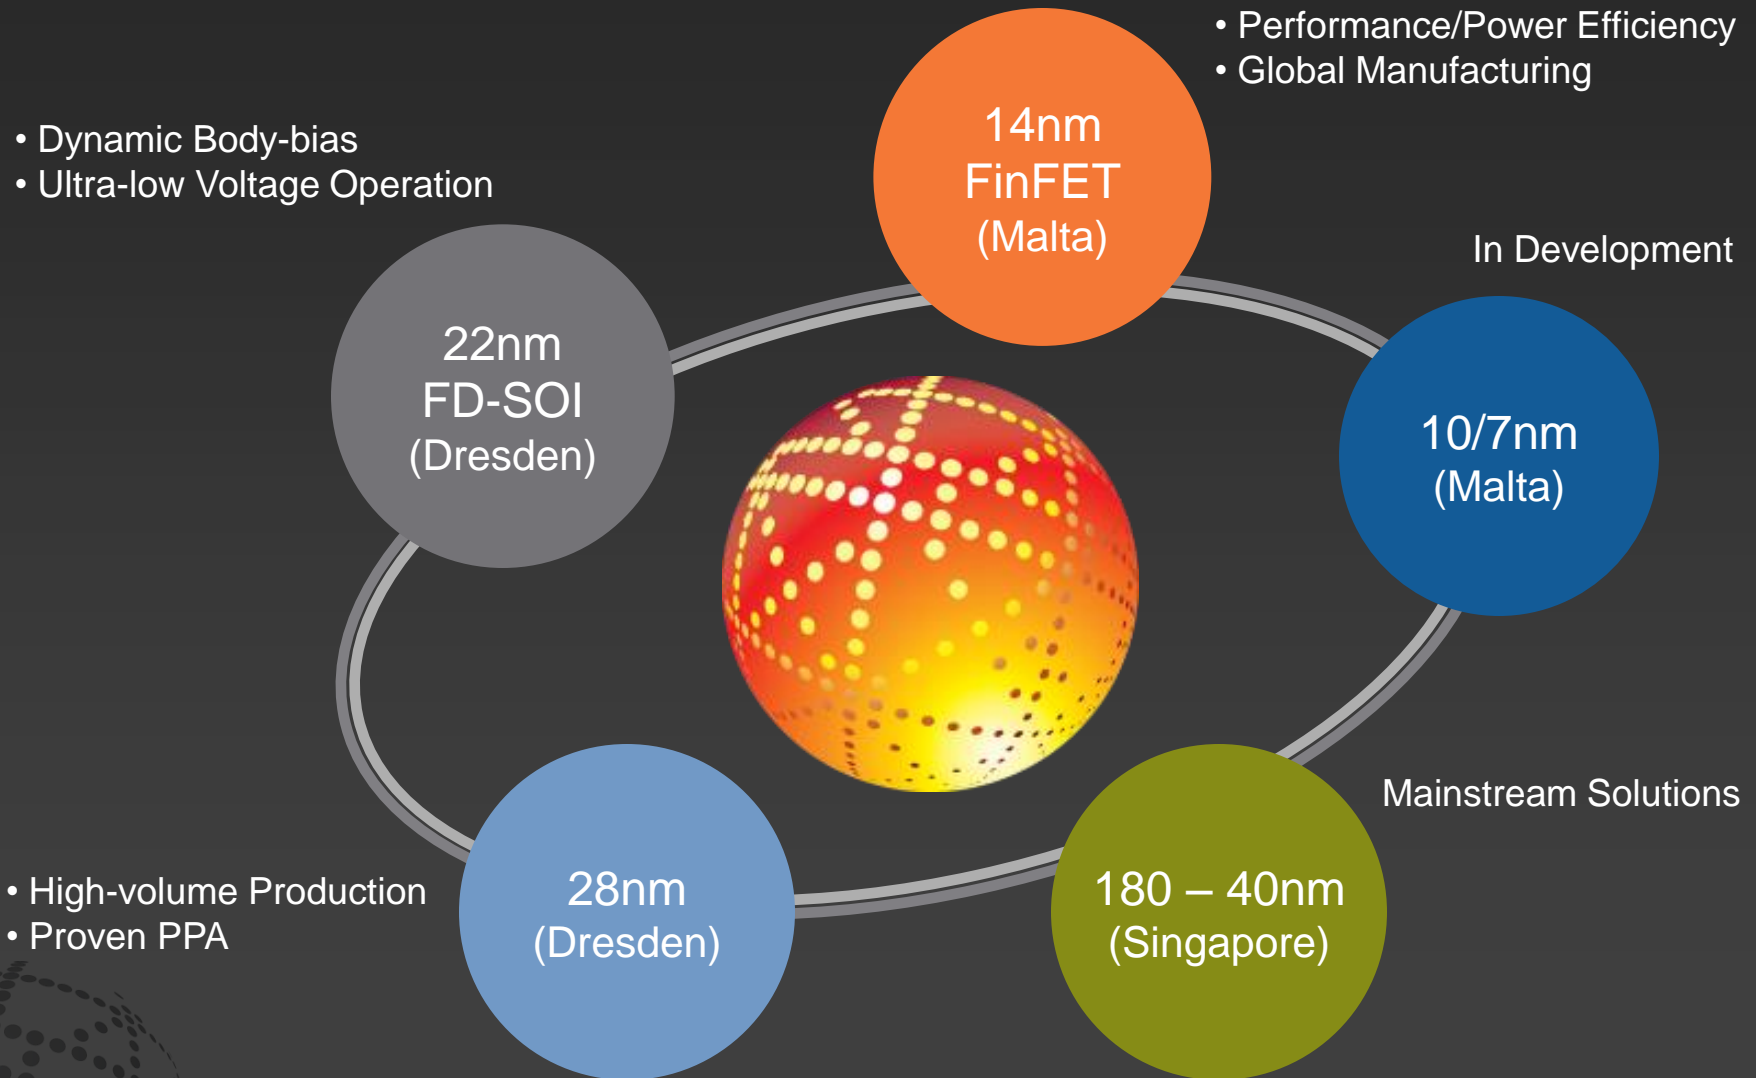 • Performance/Power Efficiency
• Global Manufacturing
14nm
FinFET
(Malta)
• Dynamic Body-bias
• Ultra-low Voltage Operation
22nm
FD-SOI
(Dresden)
In Development
10/7nm
(Malta)
Mainstream Solutions
180 – 40nm
(Singapore)
• High-volume Production
• Proven PPA
28nm
(Dresden)